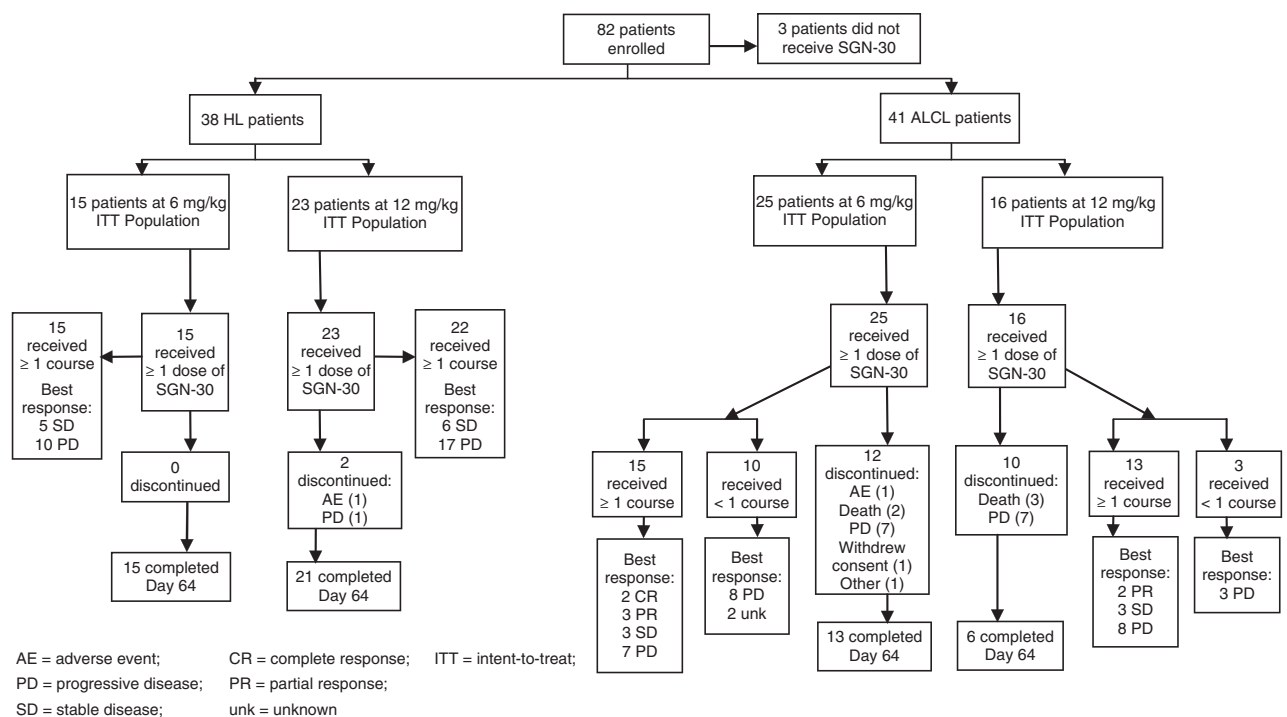 82 patients
enrolled
3 patients did not
receive SGN-30
38 HL patients
41 ALCL patients
15 patients at 6 mg/kg
ITT Population
23 patients at 12 mg/kg
ITT Population
25 patients at 6 mg/kg
ITT Population
16 patients at 12 mg/kg
ITT Population
15
received
≥ 1 course
Best
response:
5 SD
10 PD
15
received
≥ 1 dose of
SGN-30
23
received
≥ 1 dose of
SGN-30
22
received
≥ 1 course
Best
response:
6 SD
17 PD
25
received
≥ 1 dose of
SGN-30
16
received
≥ 1 dose of
SGN-30
0
discontinued
2
discontinued:
AE (1)
PD (1)
15
received
≥ 1 course
10
received
< 1 course
12
discontinued:
AE (1)
Death (2)
PD (7)
Withdrew
consent (1)
Other (1)
10
discontinued:
Death (3)
PD (7)
13
received
≥ 1 course
3
received
< 1 course
15 completed
Day 64
21 completed
Day 64
Best
response:
2 CR
3 PR
3 SD
7 PD
Best
response:
8 PD
2 unk
13 completed
Day 64
6 completed
Day 64
Best
response:
2 PR
3 SD
8 PD
Best
response:
3 PD
AE = adverse event; CR = complete response; ITT = intent-to-treat;
PD = progressive disease; PR = partial response;
SD = stable disease; unk = unknown